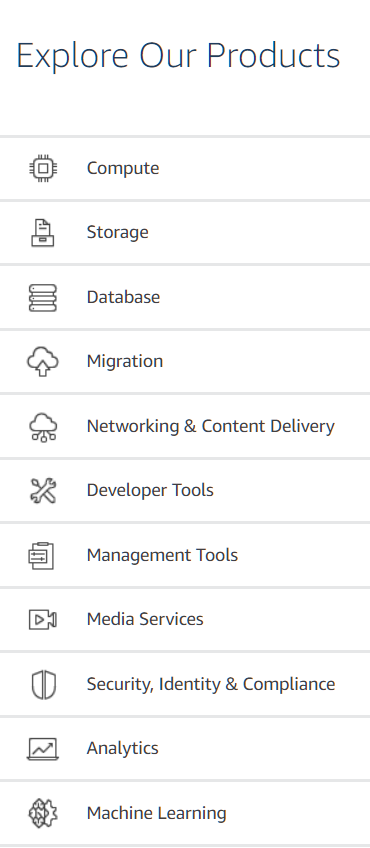 Explore Our Products
Compute
Storage
Database
Migration
Networking & Content Delivery
Developer Tools
Management Tools
Media Services
Security, Identity & Compliance
Analytics
Machine Learning